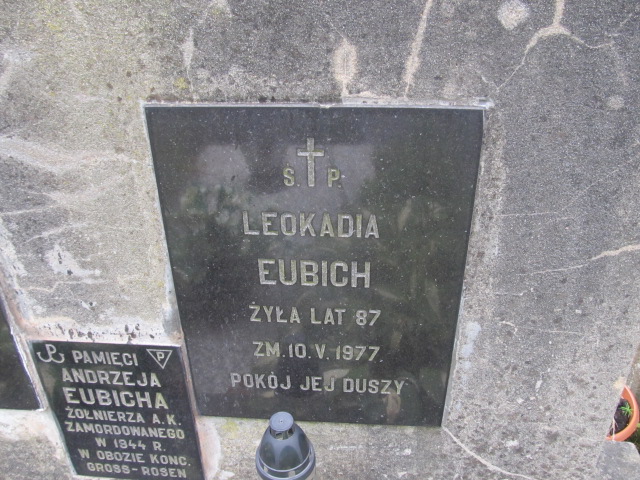 Ś. P.
LEOKADIA
EUBICH
ŻYŁA LAT 87
ZM. 10. V. 1977.
POKÓJ JEJ DUSZY
PAMIĘCI P
ANDRZEJA
EUBICHA
ŻOŁNIERZA A.K.
ZAMORDOWANEGO
W 1944 R.
W OBOZIE KONC.
GROSS-ROSEN